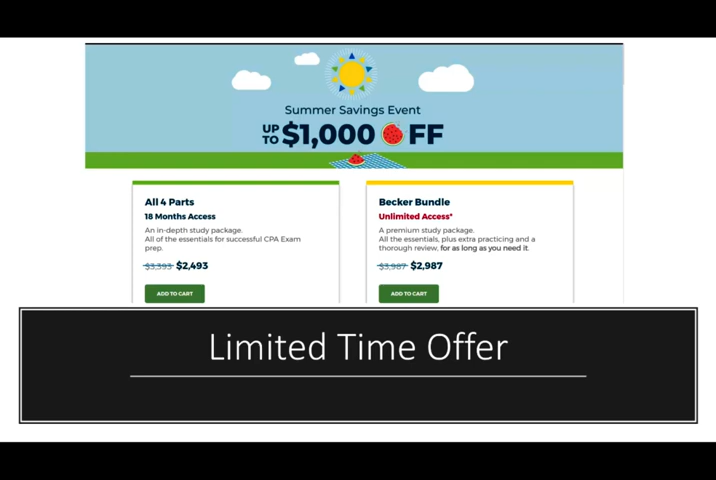 Summer Savings Event
UP TO $1,000 OFF
All 4 Parts
18 Months Access
An in-depth study package.
All of the essentials for successful CPA Exam
prep.
$3,393 $2,493
ADD TO CART
Becker Bundle
Unlimited Access*
A premium study package.
All the essentials, plus extra practicing and a
thorough review, for as long as you need it.
$3,987 $2,987
ADD TO CART
Limited Time Offer